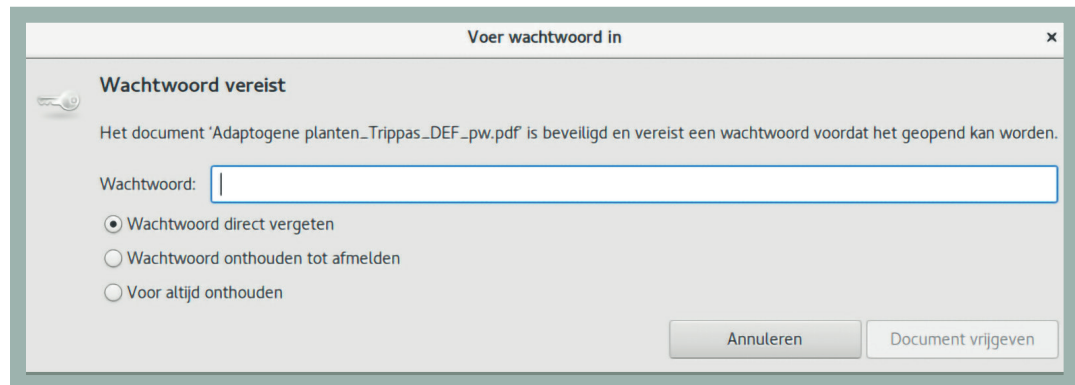 Voer wachtwoord in ×
Wachtwoord vereist
Het document 'Adaptogene planten_Trippas_DEF_pw.pdf' is beveiligd en vereist een wachtwoord voordat het geopend kan worden.
Wachtwoord:
Wachtwoord direct vergeten
Wachtwoord onthouden tot afmelden
Voor altijd onthouden
Annuleren Document vrijgeven